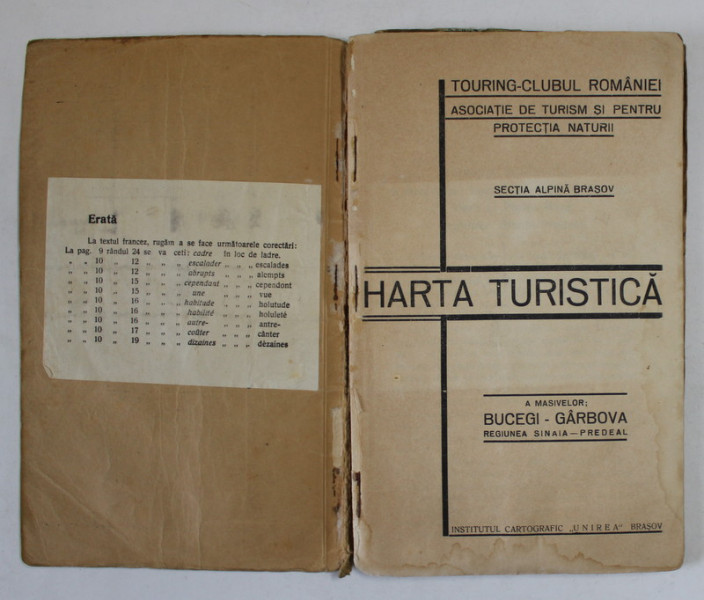 Erată
La textul francez, rugăm a se face următoarele corectări:
La pag. 9 rândul 24 se va ceti: cadre în loc de ladre.
„ „ 10 „ 12 „ „ „ escalader „ „ „ escalades
„ „ 10 „ 12 „ „ „ abrupts „ „ „ alempts
„ „ 10 „ 15 „ „ „ cependant „ „ „ cependont
„ „ 10 „ 15 „ „ „ une „ „ „ vue
„ „ 10 „ 16 „ „ „ habitude „ „ „ holutude
„ „ 10 „ 16 „ „ „ habilité „ „ „ holuleté
„ „ 10 „ 16 „ „ „ antre- „ „ „ antre-
„ „ 10 „ 17 „ „ „ coûter „ „ „ cânter
„ „ 10 „ 19 „ „ „ dizaines „ „ „ dèzaines
TOURING-CLUBUL ROMÂNIEI
ASOCIAȚIE DE TURISM ȘI PENTRU
PROTECȚIA NATURII
SECȚIA ALPINĂ BRAȘOV
HARTA TURISTICĂ
A MASIVELOR;
BUCEGI - GÂRBOVA
REGIUNEA SINAIA — PREDEAL
INSTITUTUL CARTOGRAFIC „UNIREA" BRAȘOV